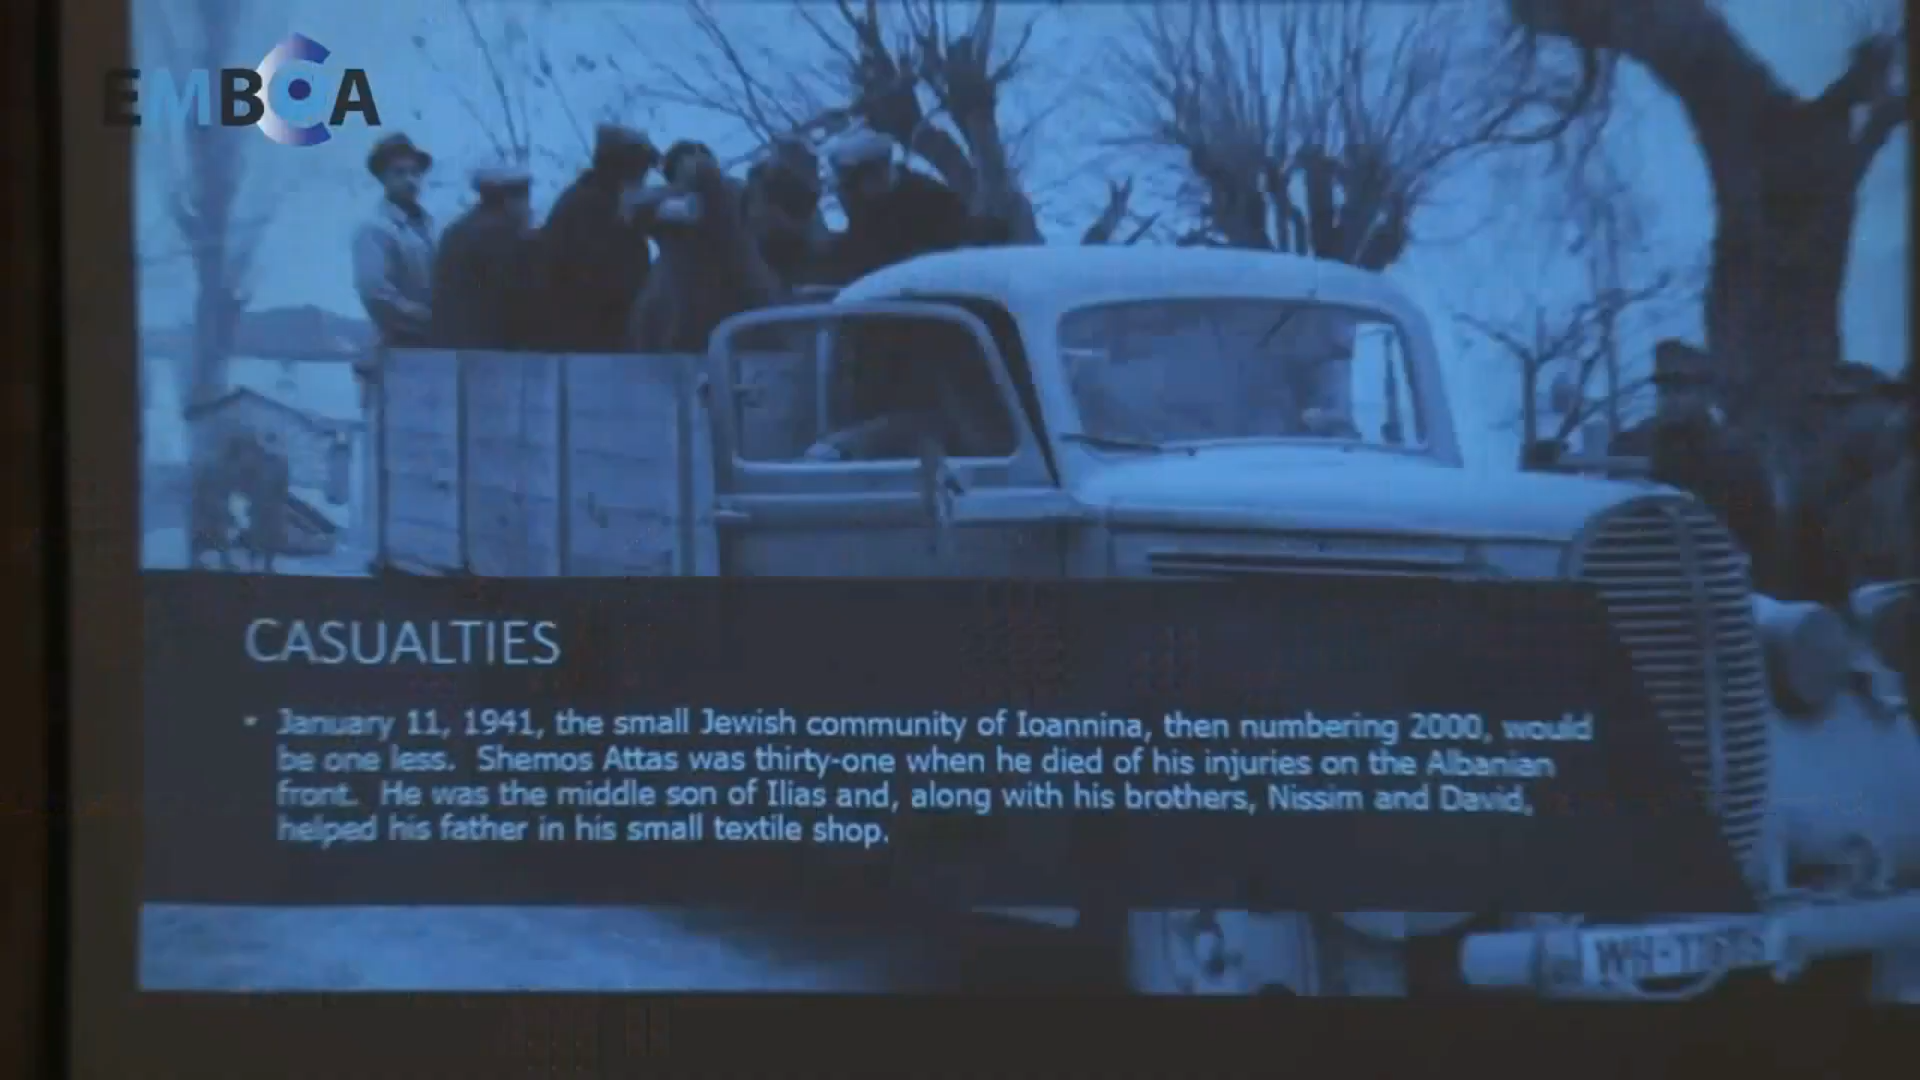 EMBCA
CASUALTIES
• January 11, 1941, the small Jewish community of Ioannina, then numbering 2000, would
be one less. Shemos Attas was thirty-one when he died of his injuries on the Albanian
front. He was the middle son of Ilias and, along with his brothers, Nissim and David,
helped his father in his small textile shop.